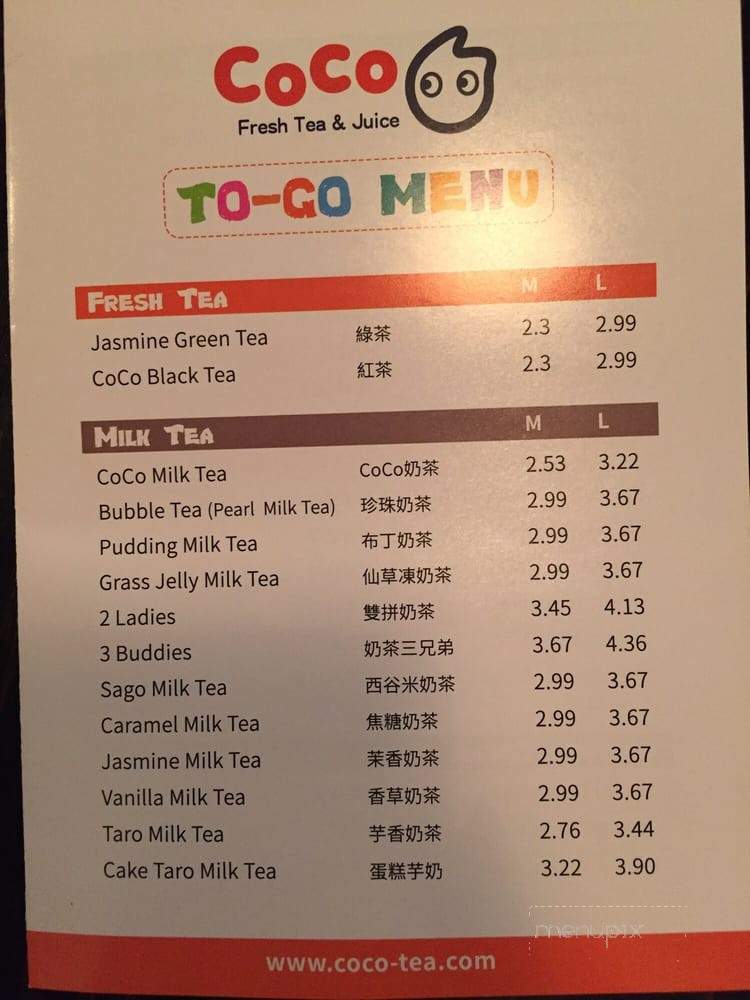 CoCo
Fresh Tea & Juice
TO-GO MENU
FRESH TEA M L
Jasmine Green Tea 綠茶 2.3 2.99
CoCo Black Tea 紅茶 2.3 2.99
MILK TEA M L
CoCo Milk Tea CoCo奶茶 2.53 3.22
Bubble Tea (Pearl Milk Tea) 珍珠奶茶 2.99 3.67
Pudding Milk Tea 布丁奶茶 2.99 3.67
Grass Jelly Milk Tea 仙草凍奶茶 2.99 3.67
2 Ladies 雙拼奶茶 3.45 4.13
3 Buddies 奶茶三兄弟 3.67 4.36
Sago Milk Tea 西谷米奶茶 2.99 3.67
Caramel Milk Tea 焦糖奶茶 2.99 3.67
Jasmine Milk Tea 茉香奶茶 2.99 3.67
Vanilla Milk Tea 香草奶茶 2.99 3.67
Taro Milk Tea 芋香奶茶 2.76 3.44
Cake Taro Milk Tea 蛋糕芋奶 3.22 3.90
menupix
www.coco-tea.com